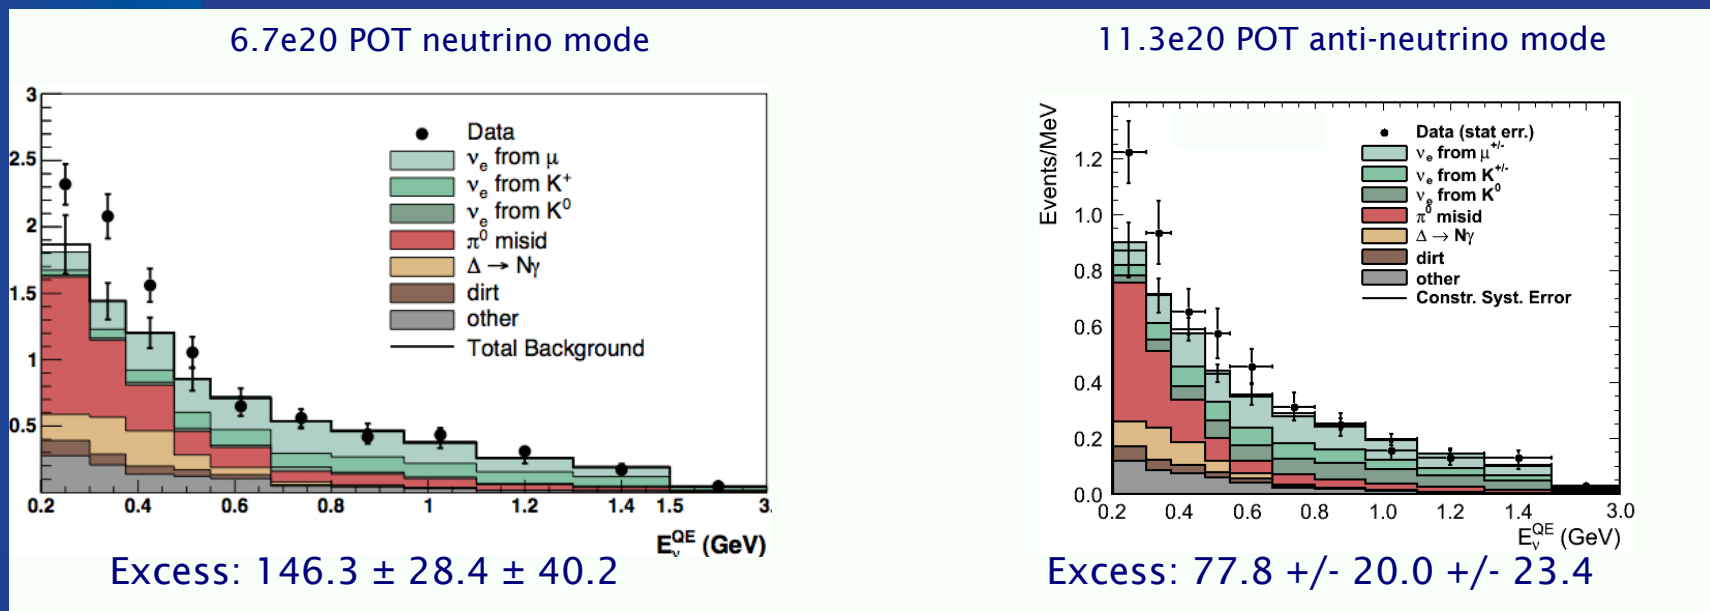 6.7e20 POT neutrino mode
3
2.5
2
1.5
1
0.5
0.2 0.4 0.6 0.8 1 1.2 1.4 1.5 3.
Data
νe from μ
νe from K+
νe from K0
π0 misid
Δ → Nγ
dirt
other
Total Background
EνQE (GeV)
Excess: 146.3 ± 28.4 ± 40.2
11.3e20 POT anti-neutrino mode
Events/MeV
1.2
1.0
0.8
0.6
0.4
0.2
0.0
0.2 0.4 0.6 0.8 1.0 1.2 1.4 3.0
Data (stat err.)
νe from μ+/-
νe from K+/-
νe from K0
π0 misid
Δ → Nγ
dirt
other
Constr. Syst. Error
EνQE (GeV)
Excess: 77.8 +/- 20.0 +/- 23.4